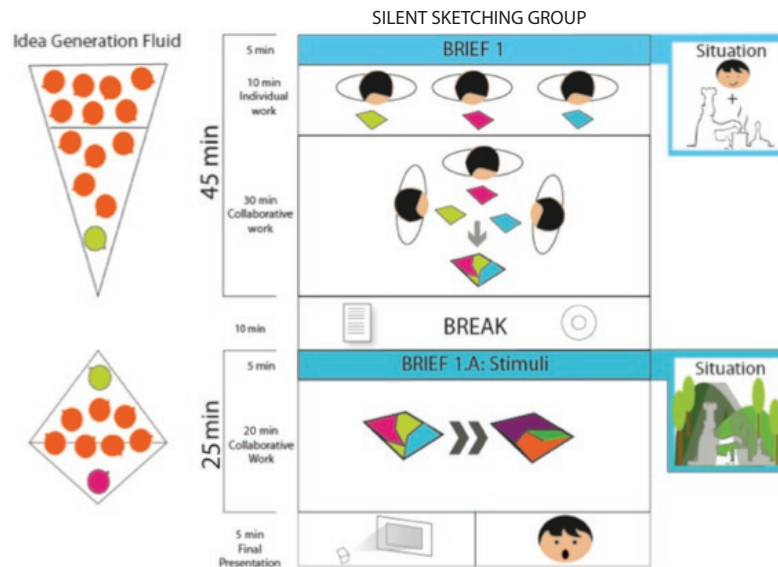 SILENT SKETCHING GROUP
Idea Generation Fluid
5 min
BRIEF 1
Situation
10 min
Individual
work
45 min
30 min
Collaborative
work
10 min
BREAK
5 min
BRIEF 1.A: Stimuli
Situation
25 min
20 min
Collaborative
Work
5 min
Final
Presentation